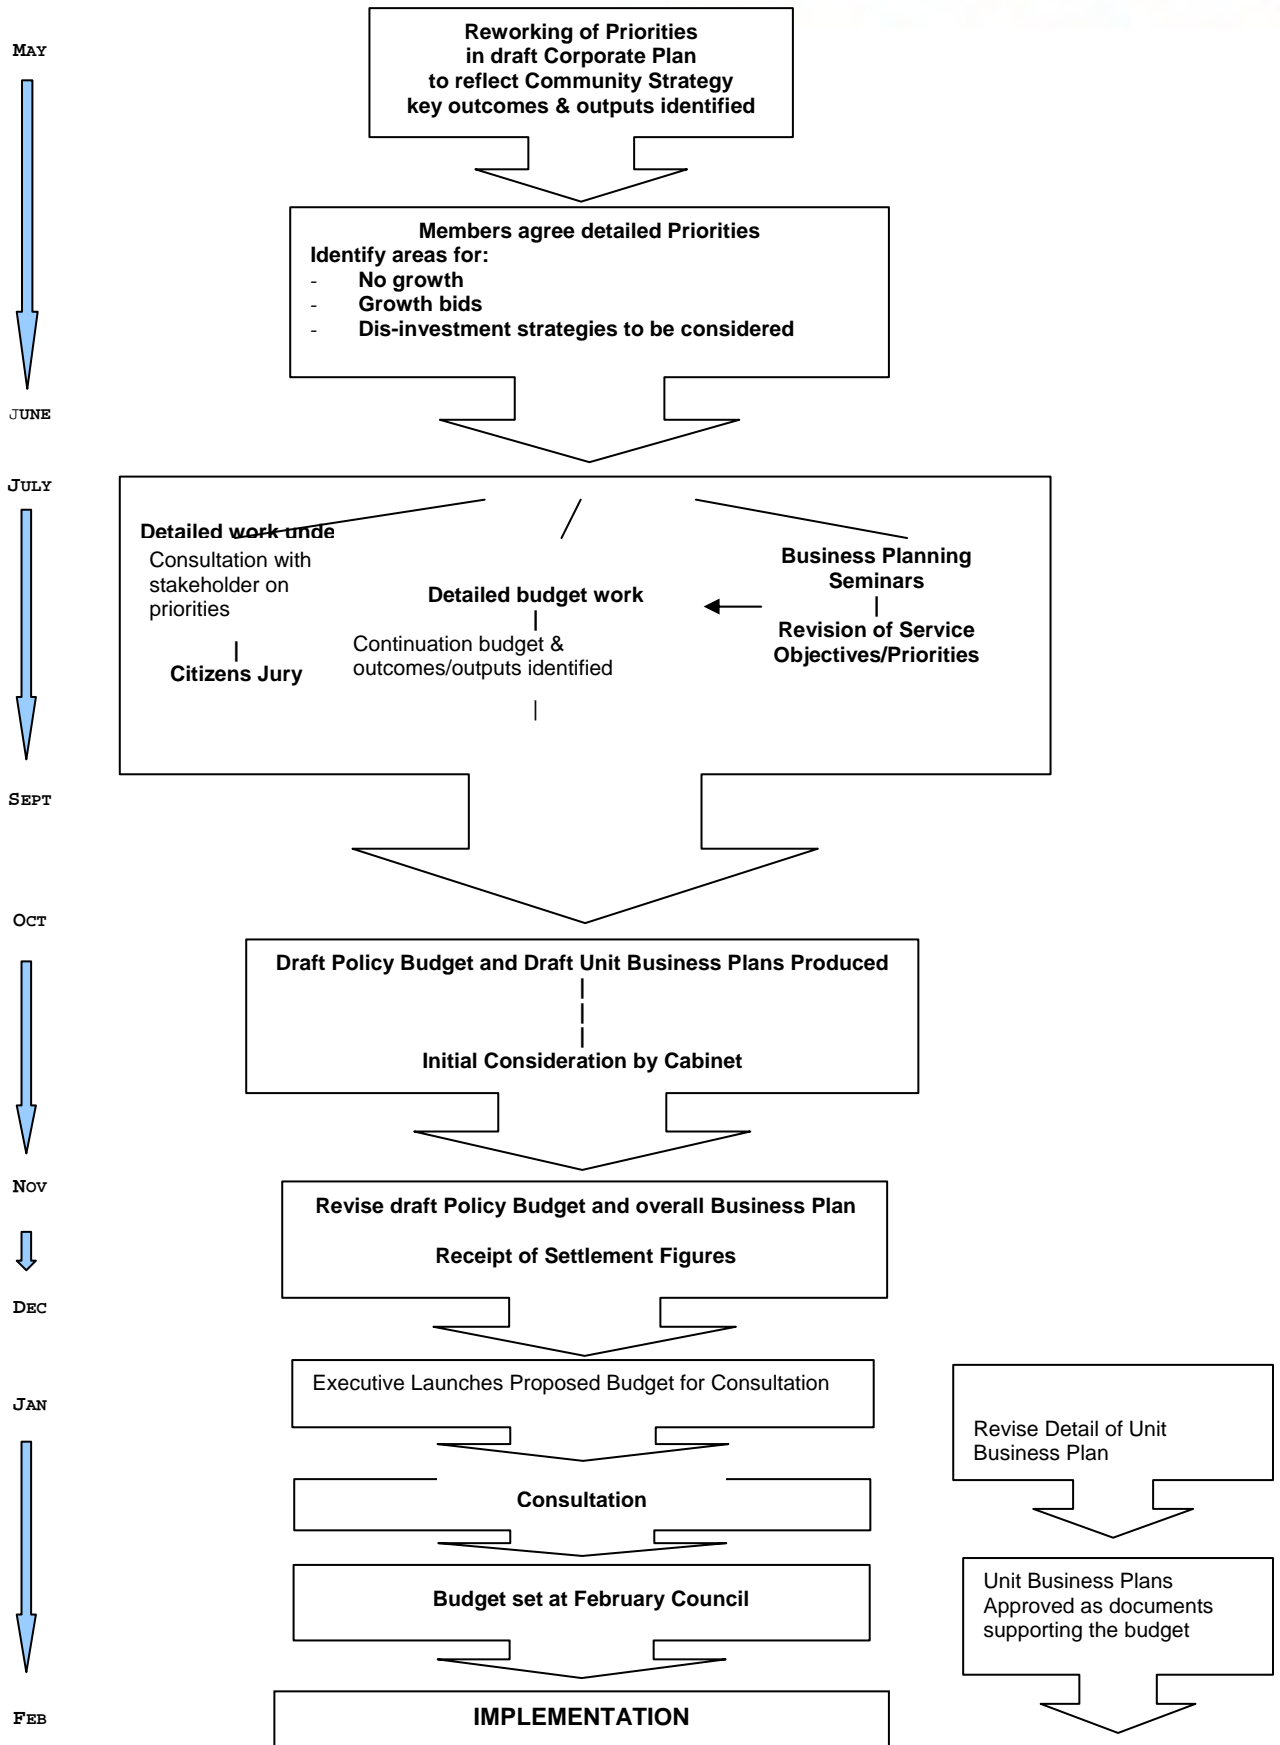 MAY
Reworking of Priorities
in draft Corporate Plan
to reflect Community Strategy
key outcomes & outputs identified
Members agree detailed Priorities
Identify areas for:
- No growth
- Growth bids
- Dis-investment strategies to be considered
JUNE
JULY
Detailed work unde
Consultation with
stakeholder on
priorities
Citizens Jury
Detailed budget work
Continuation budget &
outcomes/outputs identified
Business Planning
Seminars
Revision of Service
Objectives/Priorities
SEPT
OCT
Draft Policy Budget and Draft Unit Business Plans Produced
Initial Consideration by Cabinet
NOV
Revise draft Policy Budget and overall Business Plan
Receipt of Settlement Figures
DEC
JAN
Executive Launches Proposed Budget for Consultation
Revise Detail of Unit
Business Plan
Consultation
Budget set at February Council
Unit Business Plans
Approved as documents
supporting the budget
FEB
IMPLEMENTATION